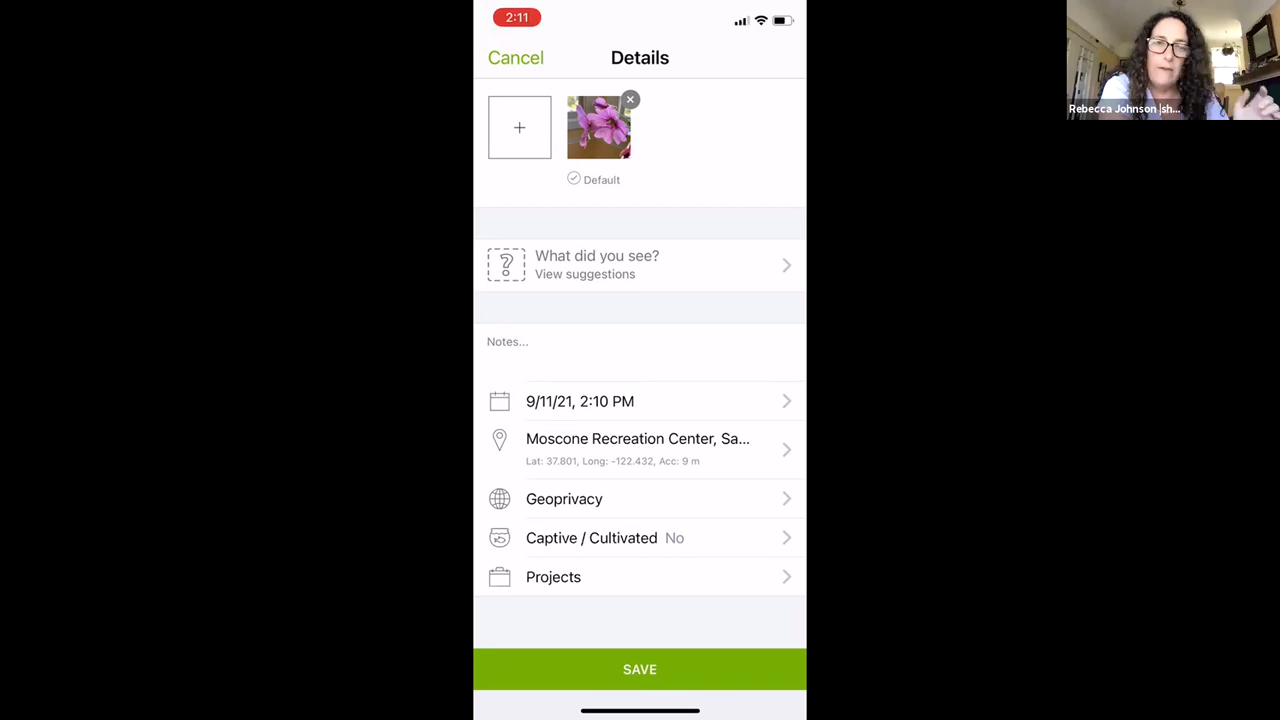 2:11
Cancel
Details
Default
What did you see?
View suggestions
Notes...
9/11/21, 2:10 PM
Moscone Recreation Center, Sa...
Lat: 37.801, Long: -122.432, Acc: 9 m
Geoprivacy
Captive / Cultivated No
Projects
SAVE
Rebecca Johnson |sh...